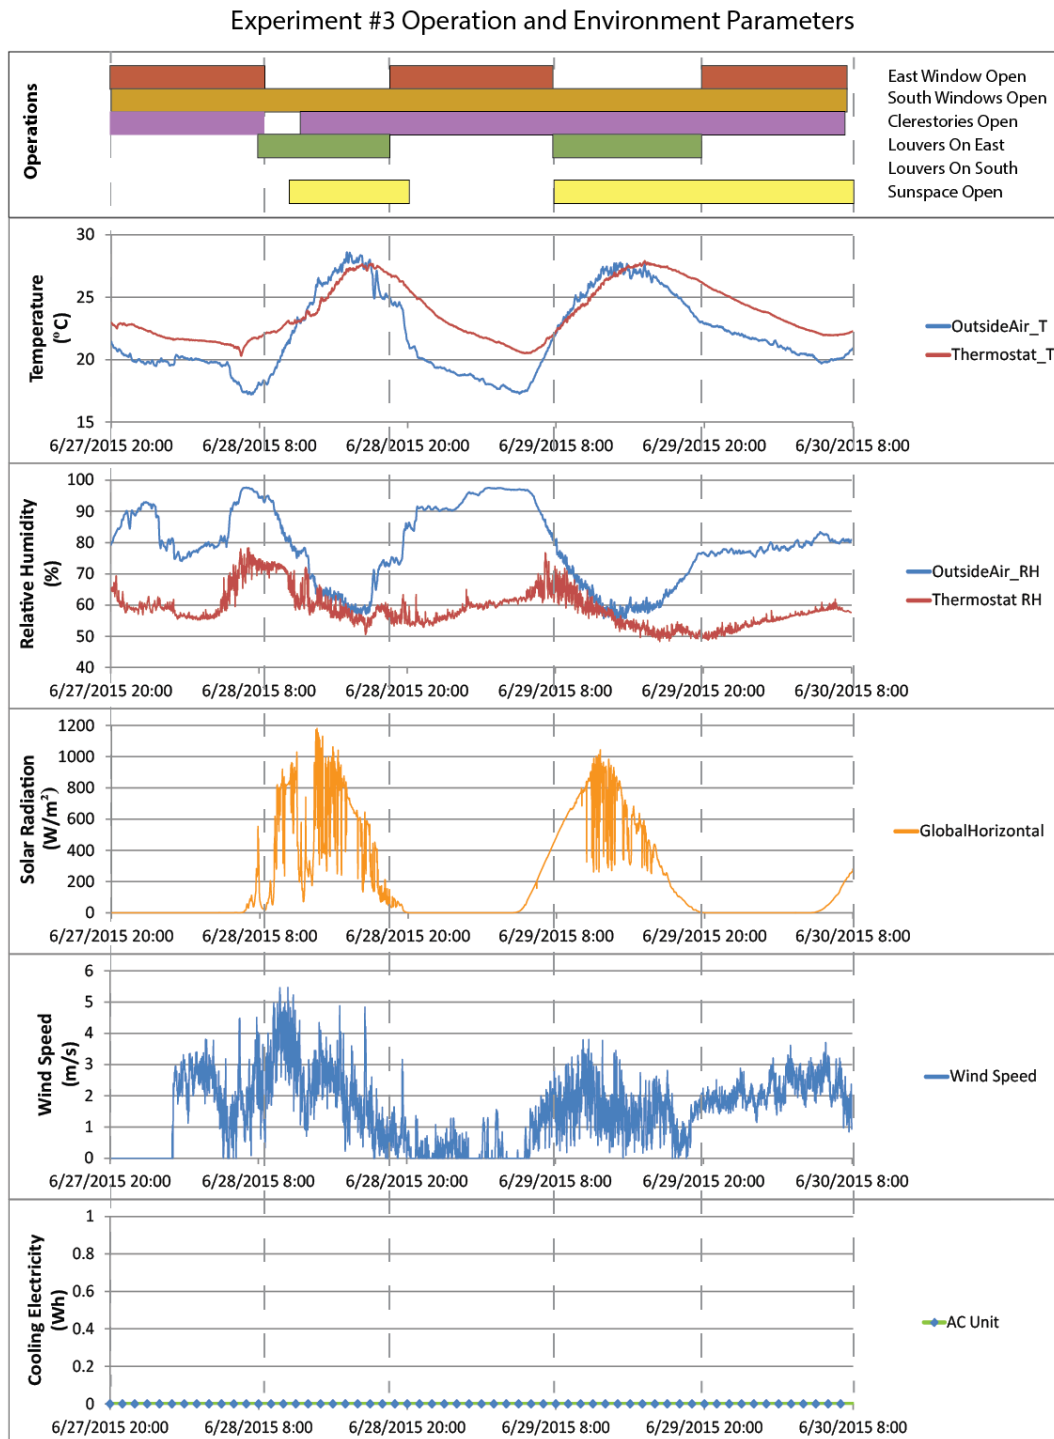 Experiment #3 Operation and Environment Parameters
Operations
East Window Open
South Windows Open
Clerestories Open
Louvers On East
Louvers On South
Sunspace Open
Temperature
(°C)
30
25
20
15
OutsideAir_T
Thermostat_T
6/27/2015 20:00 6/28/2015 8:00 6/28/2015 20:00 6/29/2015 8:00 6/29/2015 20:00 6/30/2015 8:00
Relative Humidity
(%)
100
90
80
70
60
50
40
OutsideAir_RH
Thermostat RH
6/27/2015 20:00 6/28/2015 8:00 6/28/2015 20:00 6/29/2015 8:00 6/29/2015 20:00 6/30/2015 8:00
Solar Radiation
(W/m²)
1200
1000
800
600
400
200
0
GlobalHorizontal
6/27/2015 20:00 6/28/2015 8:00 6/28/2015 20:00 6/29/2015 8:00 6/29/2015 20:00 6/30/2015 8:00
Wind Speed
(m/s)
6
5
4
3
2
1
0
Wind Speed
6/27/2015 20:00 6/28/2015 8:00 6/28/2015 20:00 6/29/2015 8:00 6/29/2015 20:00 6/30/2015 8:00
Cooling Electricity
(Wh)
1
0.8
0.6
0.4
0.2
0
AC Unit
6/27/2015 20:00 6/28/2015 8:00 6/28/2015 20:00 6/29/2015 8:00 6/29/2015 20:00 6/30/2015 8:00